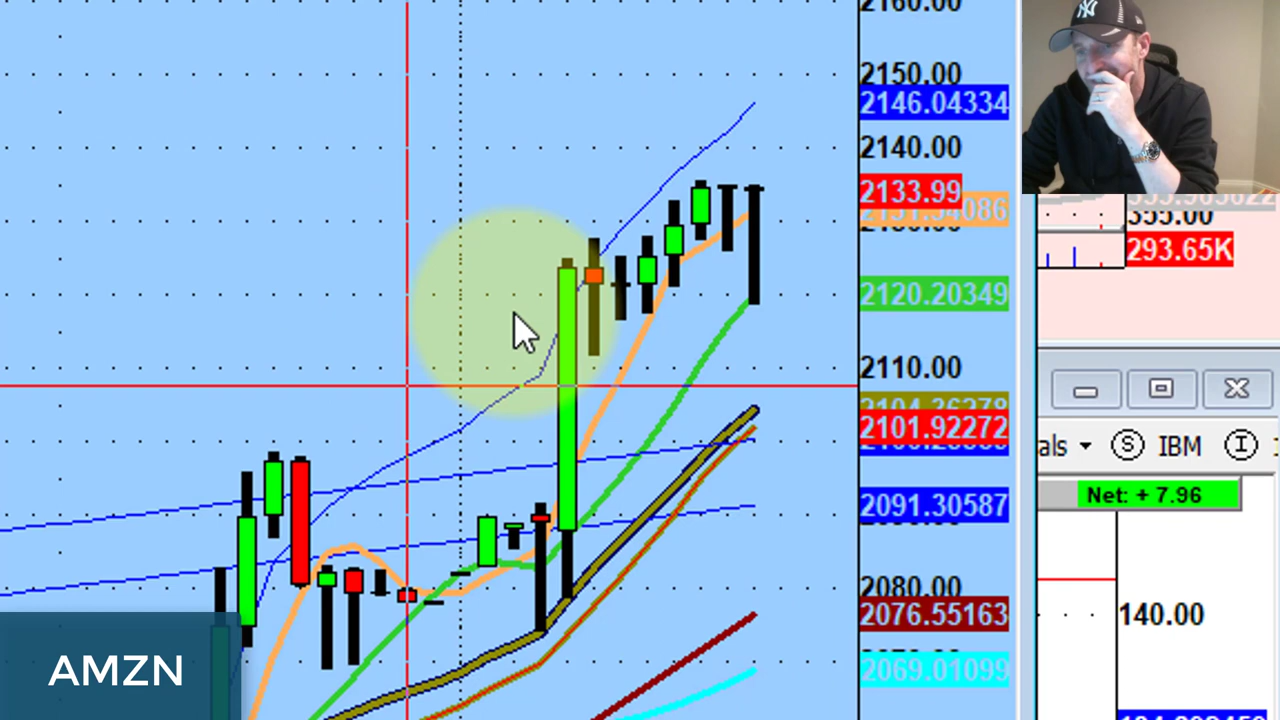 2160.00
2150.00
2146.04334
2140.00
2133.99
2120.20349
2110.00
2101.92272
2091.30587
2080.00
2076.55163
2069.01099
355.00
293.65K
als
S IBM I
Net: + 7.96
140.00
AMZN